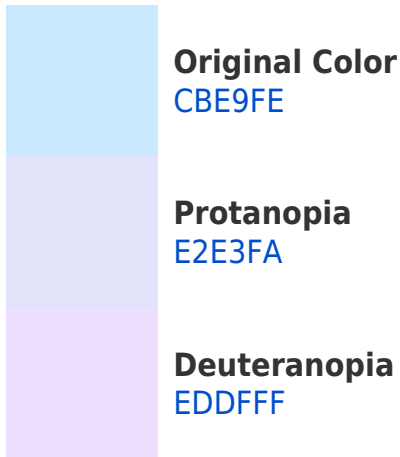 Original Color
CBE9FE
Protanopia
E2E3FA
Deuteranopia
EDDFFF